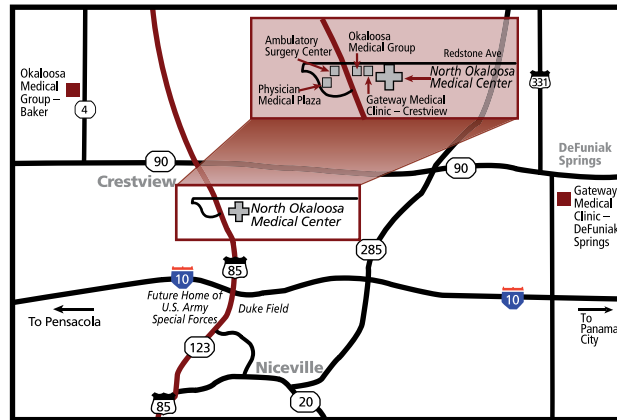 Ambulatory
Surgery Center
Okaloosa
Medical Group
Redstone Ave
North Okaloosa
Medical Center
Physician
Medical Plaza
Gateway Medical
Clinic – Crestview
Okaloosa
Medical
Group –
Baker
4
331
DeFuniak
Springs
90
90
Crestview
North Okaloosa
Medical Center
Gateway
Medical
Clinic –
DeFuniak
Springs
285
85
10
Future Home of
U.S. Army
Special Forces
Duke Field
10
To Pensacola
To
Panama
City
123
Niceville
85
20